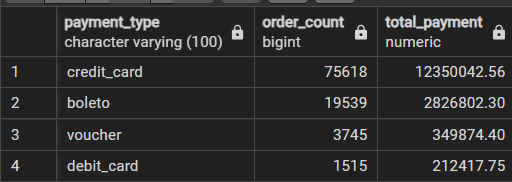 payment_type order_count total_payment
character varying (100) bigint numeric
1 credit_card 75618 12350042.56
2 boleto 19539 2826802.30
3 voucher 3745 349874.40
4 debit_card 1515 212417.75